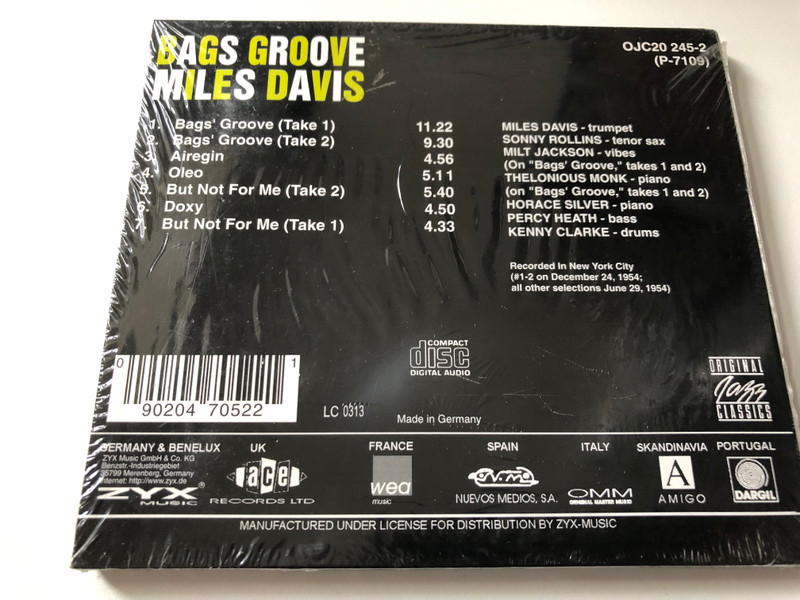 BAGS GROOVE
MILES DAVIS
OJC20 245-2
(P-7109)
1. Bags' Groove (Take 1) 11.22
2. Bags' Groove (Take 2) 9.30
3. Airegin 4.56
4. Oleo 5.11
5. But Not For Me (Take 2) 5.40
6. Doxy 4.50
7. But Not For Me (Take 1) 4.33
MILES DAVIS - trumpet
SONNY ROLLINS - tenor sax
MILT JACKSON - vibes
(On "Bags' Groove," takes 1 and 2)
THELONIOUS MONK - piano
(on "Bags' Groove," takes 1 and 2)
HORACE SILVER - piano
PERCY HEATH - bass
KENNY CLARKE - drums
Recorded In New York City
(#1-2 on December 24, 1954;
all other selections June 29, 1954)
COMPACT
disc
DIGITAL AUDIO
0 90204 70522 1
LC 0313
Made in Germany
ORIGINAL
Jazz
CLASSICS
GERMANY & BENELUX
ZYX Music GmbH & Co. KG
Benzstr.-Industriegebiet
35799 Merenberg, Germany
Internet: http://www.zyx.de
ZYX®
MUSIC
UK
ace
RECORDS LTD
FRANCE
wea
music
SPAIN
NUEVOS MEDIOS, S.A.
ITALY
OMM
ORIGINAL MASTER MUSIC
SKANDINAVIA
A
AMIGO
PORTUGAL
DARGIL
MANUFACTURED UNDER LICENSE FOR DISTRIBUTION BY ZYX-MUSIC